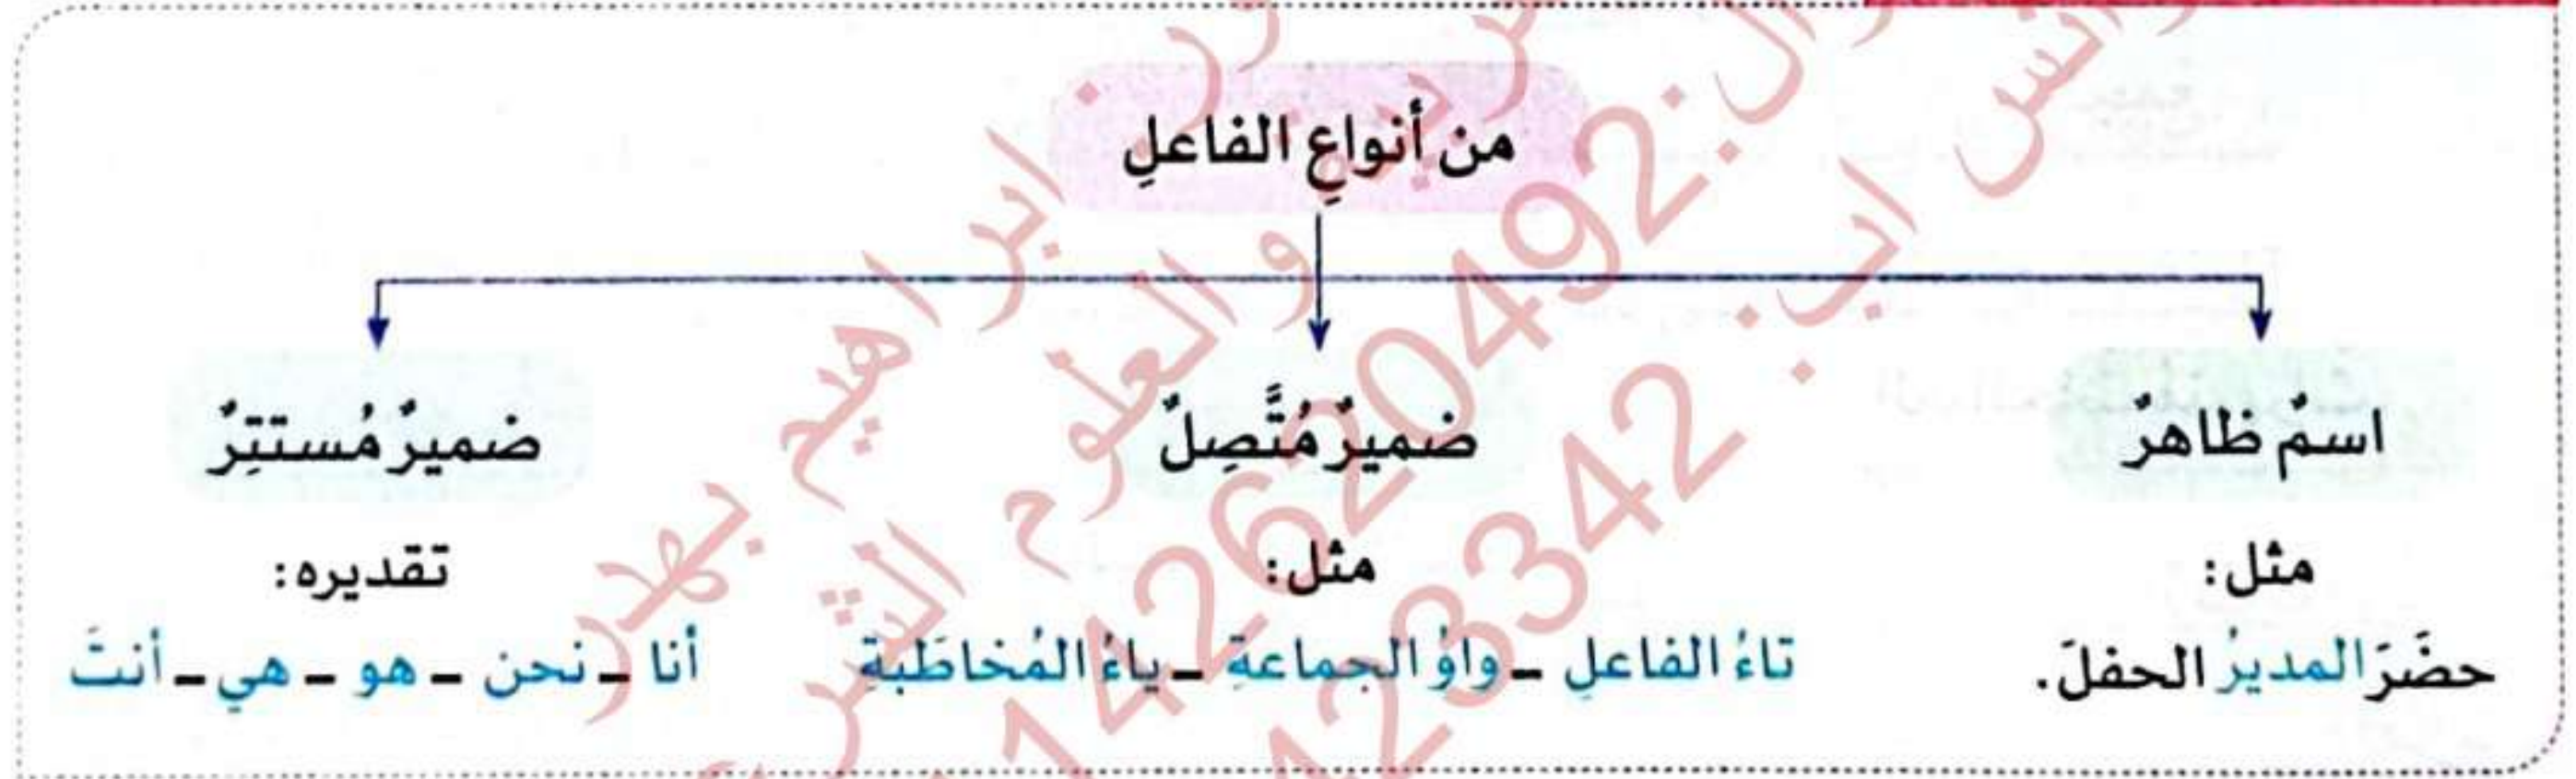 من أنواعِ الفاعلِ
اسمٌ ظاهرٌ
مثل:
حضَرَ المديرُ الحفلَ.
ضميرٌ مُتَّصِلٌ
مثل:
تاءُ الفاعلِ – واوُ الجماعةِ – ياءُ المُخاطَبةِ
ضميرٌ مُستتِرٌ
تقديره:
أنا – نحن – هو – هي – أنتَ